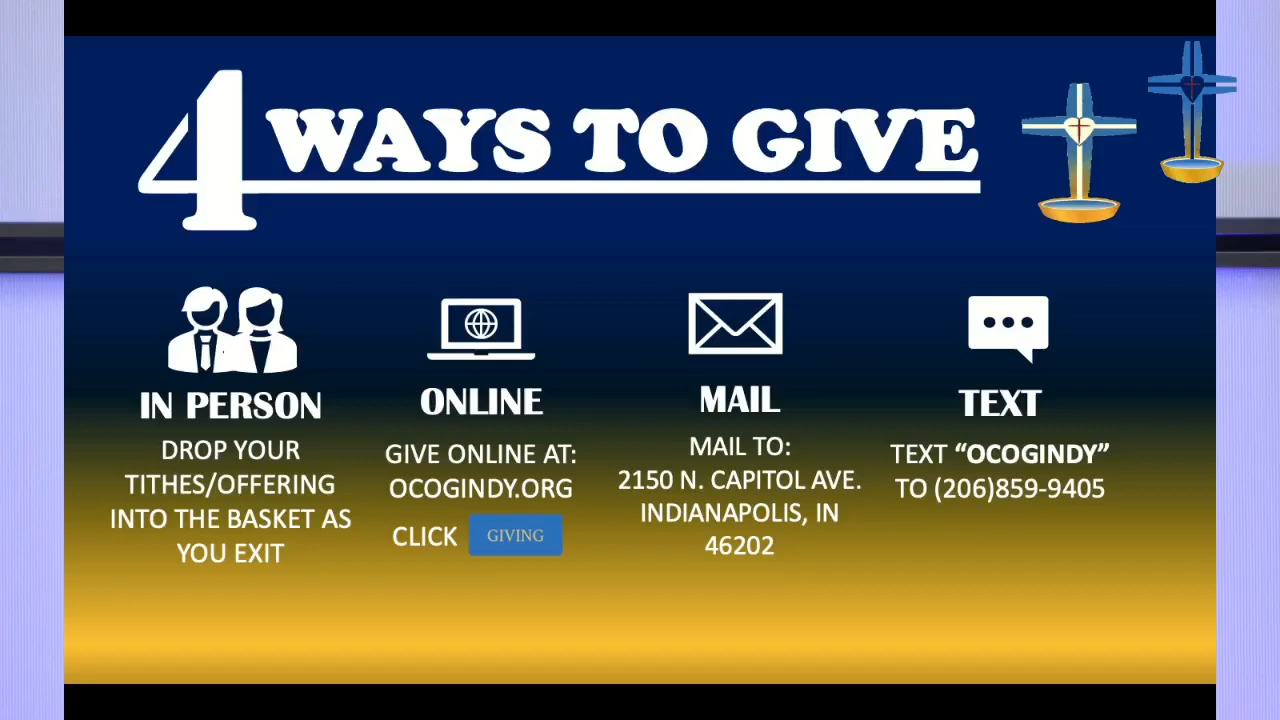 4 WAYS TO GIVE
IN PERSON
DROP YOUR
TITHES/OFFERING
INTO THE BASKET AS
YOU EXIT
ONLINE
GIVE ONLINE AT:
OCOGINDY.ORG
CLICK GIVING
MAIL
MAIL TO:
2150 N. CAPITOL AVE.
INDIANAPOLIS, IN
46202
TEXT
TEXT “OCOGINDY”
TO (206)859-9405